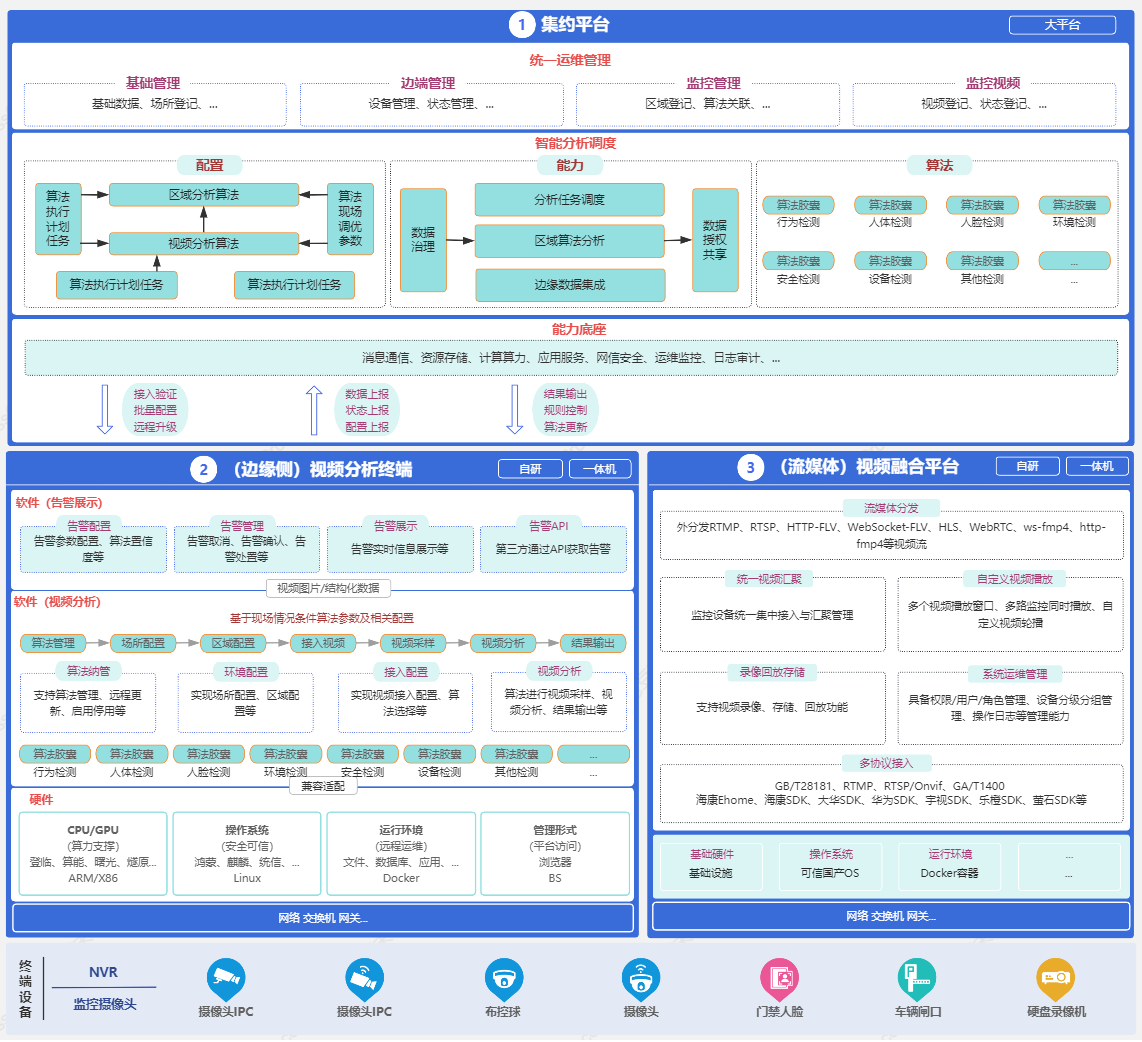 1 集约平台
大平台
统一运维管理
基础管理
基础数据、场所登记、...
边端管理
设备管理、状态管理、...
监控管理
区域登记、算法关联、...
监控视频
视频登记、状态登记、...
智能分析调度
配置
算法
执行
计划
任务
区域分析算法
视频分析算法
算法
现场
调优
参数
算法执行计划任务
算法执行计划任务
能力
数据
治理
分析任务调度
区域算法分析
边缘数据集成
数据
授权
共享
算法
算法胶囊
行为检测
算法胶囊
人体检测
算法胶囊
人脸检测
算法胶囊
环境检测
算法胶囊
安全检测
算法胶囊
设备检测
算法胶囊
其他检测
...
...
能力底座
消息通信、资源存储、计算算力、应用服务、网信安全、运维监控、日志审计、...
接入验证
批量配置
远程升级
数据上报
状态上报
配置上报
结果输出
规则控制
算法更新
2 （边缘侧）视频分析终端
自研
一体机
软件（告警展示）
告警配置
告警参数配置、算法置信
度等
告警管理
告警取消、告警确认、告
警处置等
告警展示
告警实时信息展示等
告警API
第三方通过API获取告警
视频图片/结构化数据
软件（视频分析）
基于现场情况条件算法参数及相关配置
算法管理
场所配置
区域配置
接入视频
视频采样
视频分析
结果输出
算法纳管
支持算法管理、远程更
新、启用停用等
环境配置
实现场所配置、区域配
置等
接入配置
实现视频接入配置、算
法选择等
视频分析
算法进行视频采样、视
频分析、结果输出等
算法胶囊
行为检测
算法胶囊
人体检测
算法胶囊
人脸检测
算法胶囊
环境检测
算法胶囊
安全检测
算法胶囊
设备检测
算法胶囊
其他检测
...
...
兼容适配
硬件
CPU/GPU
(算力支撑)
登临、算能、曙光、燧原...
ARM/X86
操作系统
(安全可信)
鸿蒙、麒麟、统信、...
Linux
运行环境
(远程运维)
文件、数据库、应用、...
Docker
管理形式
(平台访问)
浏览器
BS
网络 交换机 网关...
3 （流媒体）视频融合平台
自研
一体机
流媒体分发
外分发RTMP、RTSP、HTTP-FLV、WebSocket-FLV、HLS、WebRTC、ws-fmp4、http-
fmp4等视频流
统一视频汇聚
监控设备统一集中接入与汇聚管理
自定义视频播放
多个视频播放窗口、多路监控同时播放、自
定义视频轮播
录像回放存储
支持视频录像、存储、回放功能
系统运维管理
具备权限/用户/角色管理、设备分级分组管
理、操作日志等管理能力
多协议接入
GB/T28181、RTMP、RTSP/Onvif、GA/T1400
海康Ehome、海康SDK、大华SDK、华为SDK、宇视SDK、乐橙SDK、萤石SDK等
基础硬件
基础设施
操作系统
可信国产OS
运行环境
Docker容器
...
...
网络 交换机 网关...
终
端
设
备
NVR
监控摄像头
摄像头IPC
摄像头IPC
布控球
摄像头
门禁人脸
车辆闸口
硬盘录像机